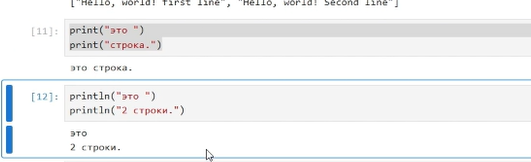 ["Hello, world! First line", "Hello, world! Second line"]
[11]: print("это ")
print("строка.")
это строка.
[12]: println("это ")
println("2 строки.")
это
2 строки.